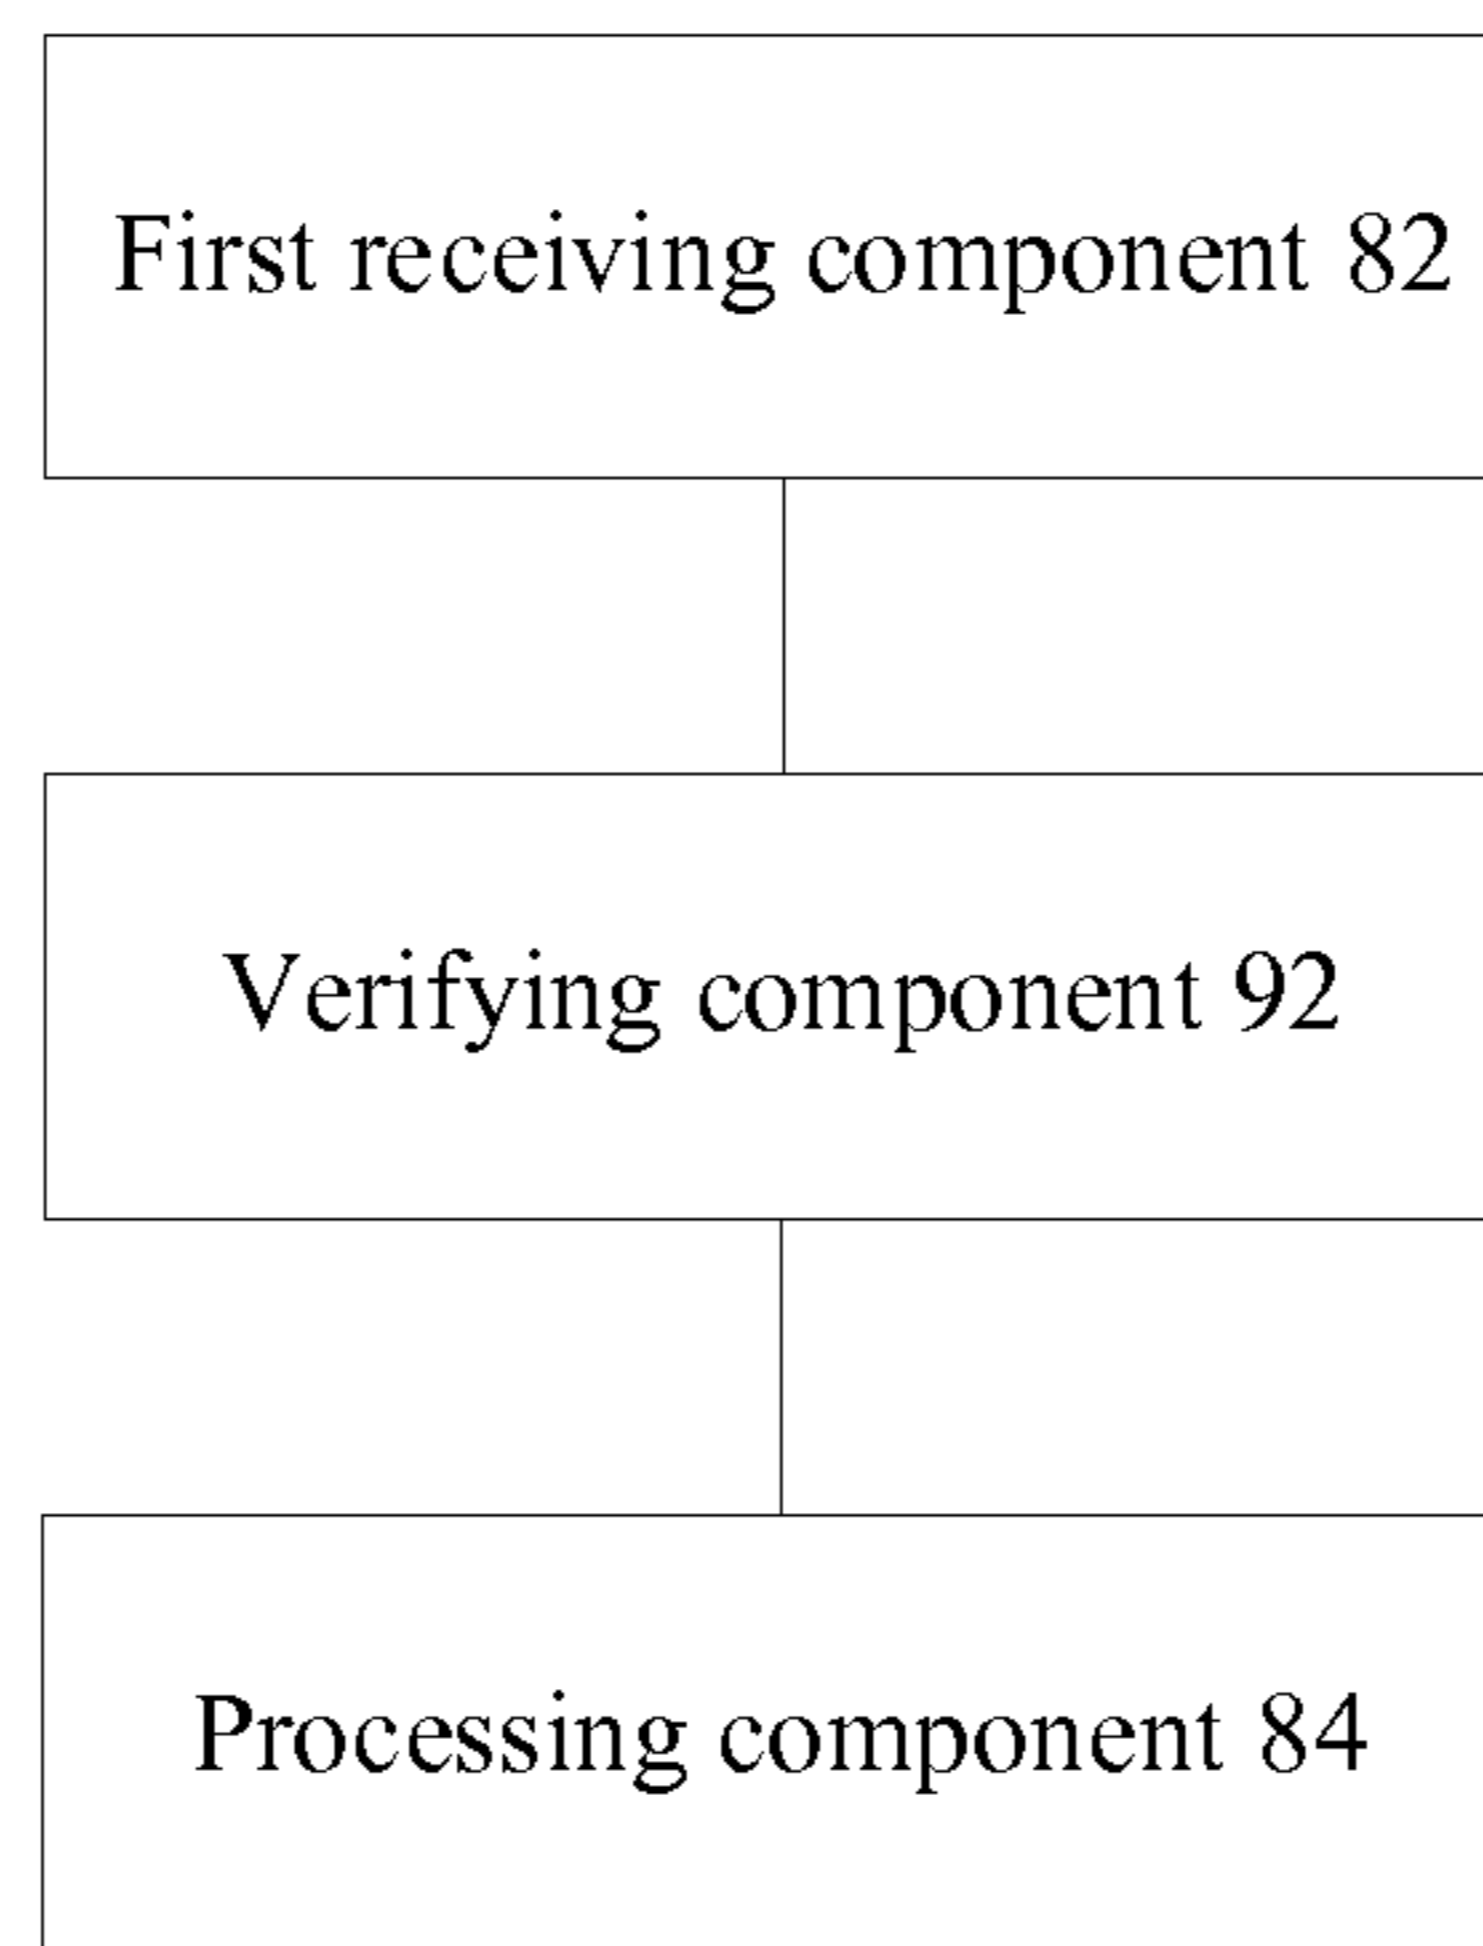 First receiving component 82
Verifying component 92
Processing component 84